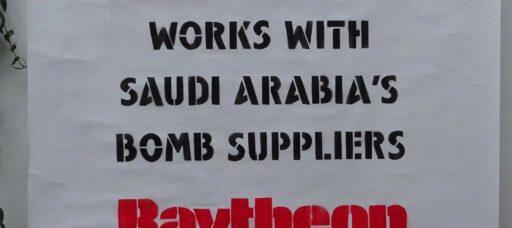 WORKS WITH
SAUDI ARABIA'S
BOMB SUPPLIERS
Raytheon